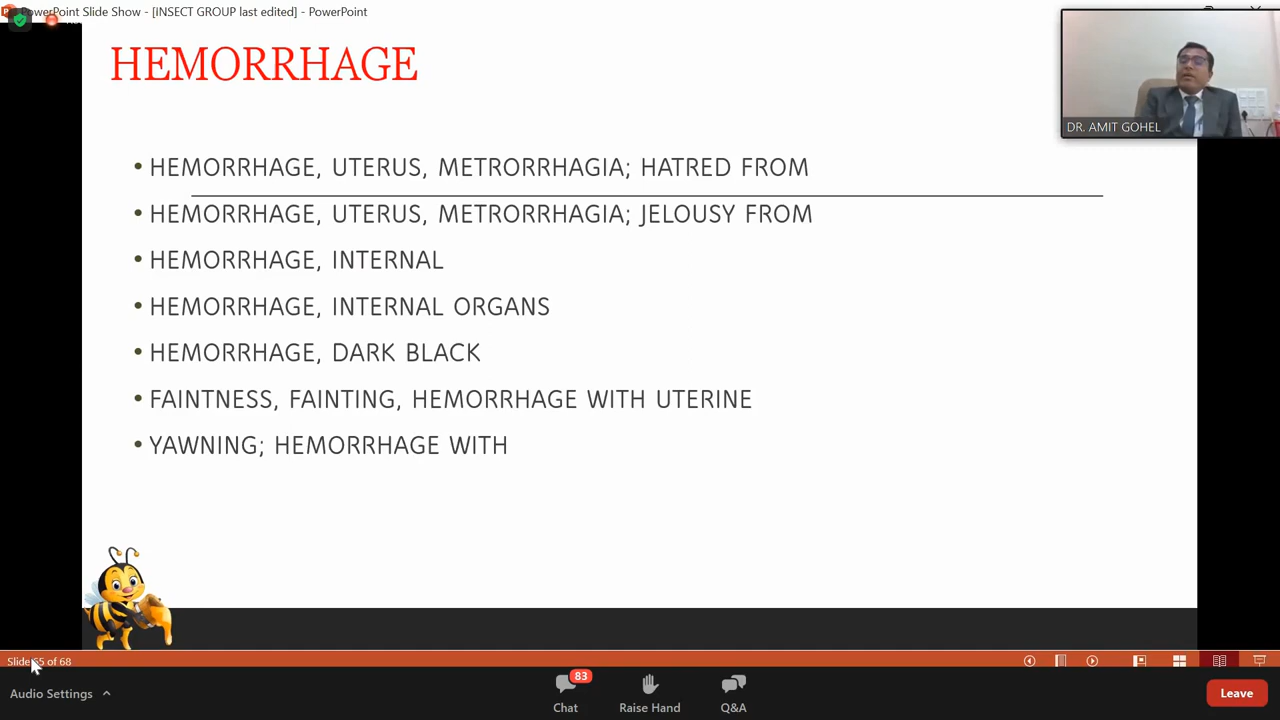 PowerPoint Slide Show - [INSECT GROUP last edited] - PowerPoint
HEMORRHAGE
DR. AMIT GOHEL
• HEMORRHAGE, UTERUS, METRORRHAGIA; HATRED FROM
• HEMORRHAGE, UTERUS, METRORRHAGIA; JELOUSY FROM
• HEMORRHAGE, INTERNAL
• HEMORRHAGE, INTERNAL ORGANS
• HEMORRHAGE, DARK BLACK
• FAINTNESS, FAINTING, HEMORRHAGE WITH UTERINE
• YAWNING; HEMORRHAGE WITH
Slide 65 of 68
Audio Settings
83
Chat
Raise Hand
Q&A
Leave